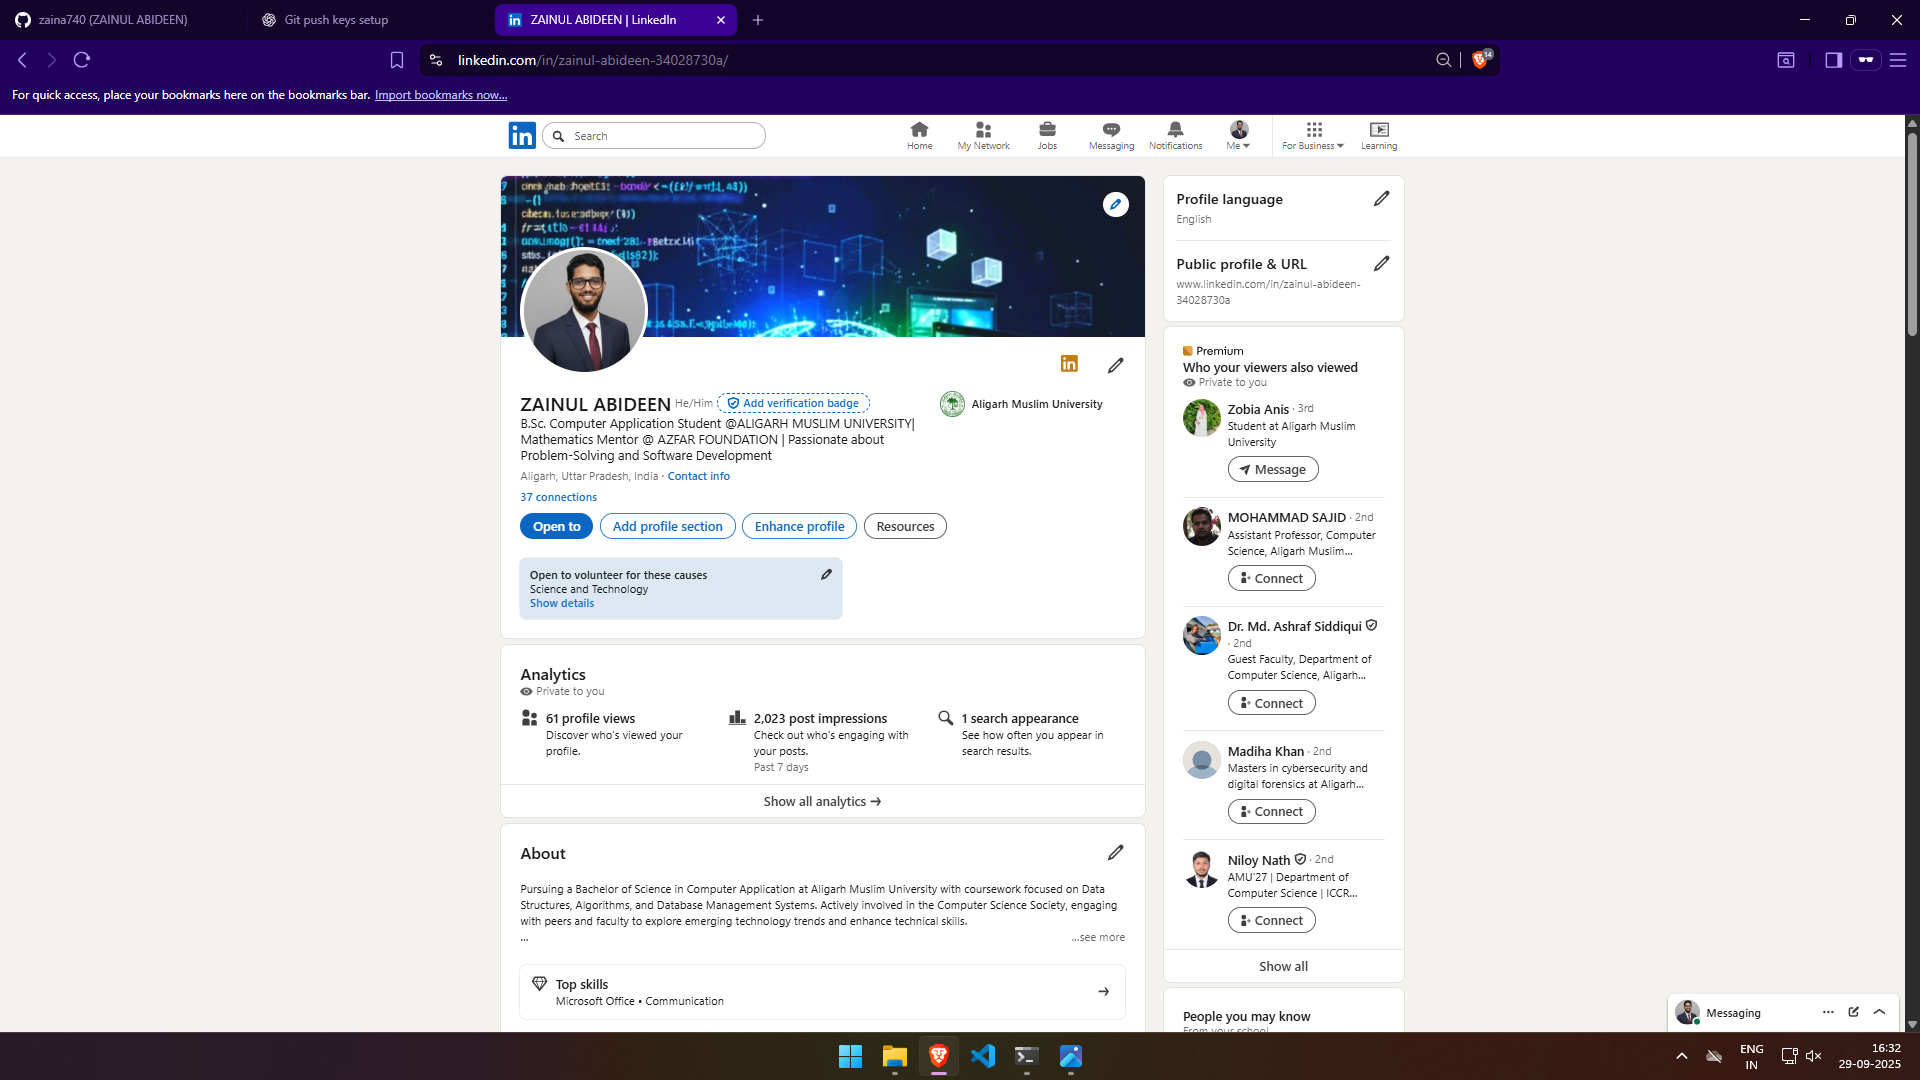 zaina740 (ZAINUL ABIDEEN)
Git push keys setup
ZAINUL ABIDEEN | LinkedIn
linkedin.com/in/zainul-abideen-34028730a/
14
For quick access, place your bookmarks here on the bookmarks bar. Import bookmarks now...
in
Search
Home
My Network
Jobs
Messaging
Notifications
Me
For Business
Learning
in
ZAINUL ABIDEEN He/Him Add verification badge
B.Sc. Computer Application Student @ALIGARH MUSLIM UNIVERSITY|
Mathematics Mentor @ AZFAR FOUNDATION | Passionate about
Problem-Solving and Software Development
Aligarh Muslim University
Aligarh, Uttar Pradesh, India · Contact info
37 connections
Open to
Add profile section
Enhance profile
Resources
Open to volunteer for these causes
Science and Technology
Show details
Analytics
Private to you
61 profile views
Discover who's viewed your
profile.
2,023 post impressions
Check out who's engaging with
your posts.
Past 7 days
1 search appearance
See how often you appear in
search results.
Show all analytics →
About
Pursuing a Bachelor of Science in Computer Application at Aligarh Muslim University with coursework focused on Data
Structures, Algorithms, and Database Management Systems. Actively involved in the Computer Science Society, engaging
with peers and faculty to explore emerging technology trends and enhance technical skills.
...
...see more
Top skills
Microsoft Office • Communication
Profile language
English
Public profile & URL
www.linkedin.com/in/zainul-abideen-
34028730a
Premium
Who your viewers also viewed
Private to you
Zobia Anis · 3rd
Student at Aligarh Muslim
University
Message
MOHAMMAD SAJID · 2nd
Assistant Professor, Computer
Science, Aligarh Muslim...
Connect
Dr. Md. Ashraf Siddiqui
· 2nd
Guest Faculty, Department of
Computer Science, Aligarh...
Connect
Madiha Khan · 2nd
Masters in cybersecurity and
digital forensics at Aligarh...
Connect
Niloy Nath · 2nd
AMU'27 | Department of
Computer Science | ICCR...
Connect
Show all
People you may know
From your school
Messaging
ENG
IN
16:32
29-09-2025